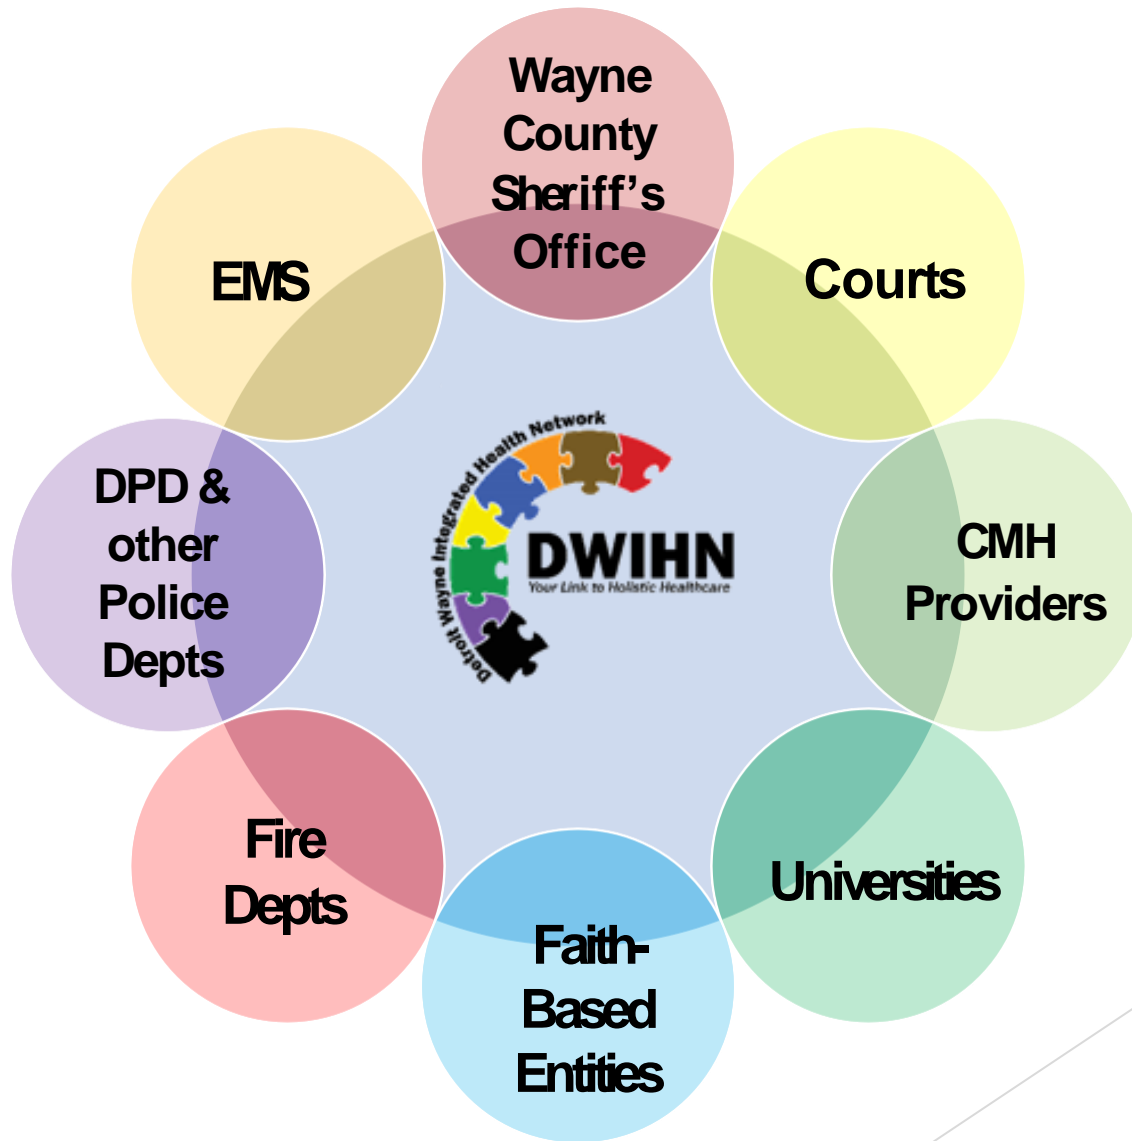 Wayne
County
Sheriff’s
Office
EMS
Courts
Detroit Wayne Integrated Health Network
DWIHN
Your Link to Holistic Healthcare
DPD &
other
Police
Depts
CMH
Providers
Fire
Depts
Universities
Faith-
Based
Entities